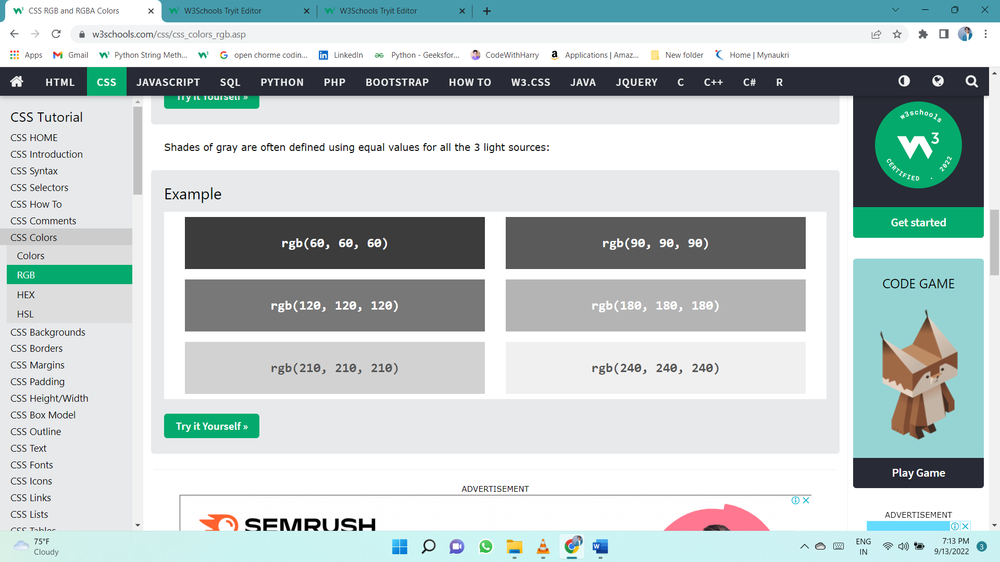 CSS RGB and RGBA Colors
W3Schools Tryit Editor
W3Schools Tryit Editor
w3schools.com/css/css_colors_rgb.asp
Apps
Gmail
Python String Meth...
open chorme codin...
LinkedIn
Python - Geeksfor...
CodeWithHarry
Applications | Amaz...
New folder
Home | Mynaukri
HTML
CSS
JAVASCRIPT
SQL
PYTHON
PHP
BOOTSTRAP
HOW TO
W3.CSS
JAVA
JQUERY
C
C++
C#
R
CSS Tutorial
CSS HOME
CSS Introduction
CSS Syntax
CSS Selectors
CSS How To
CSS Comments
CSS Colors
Colors
RGB
HEX
HSL
CSS Backgrounds
CSS Borders
CSS Margins
CSS Padding
CSS Height/Width
CSS Box Model
CSS Outline
CSS Text
CSS Fonts
CSS Icons
CSS Links
CSS Lists
CSS Tables
Try it Yourself »
Shades of gray are often defined using equal values for all the 3 light sources:
Example
rgb(60, 60, 60)
rgb(90, 90, 90)
rgb(120, 120, 120)
rgb(180, 180, 180)
rgb(210, 210, 210)
rgb(240, 240, 240)
Try it Yourself »
ADVERTISEMENT
SEMRUSH
w3schools
W3
CERTIFIED . 2022
Get started
CODE GAME
Play Game
ADVERTISEMENT
75°F
Cloudy
ENG
IN
7:13 PM
9/13/2022
3